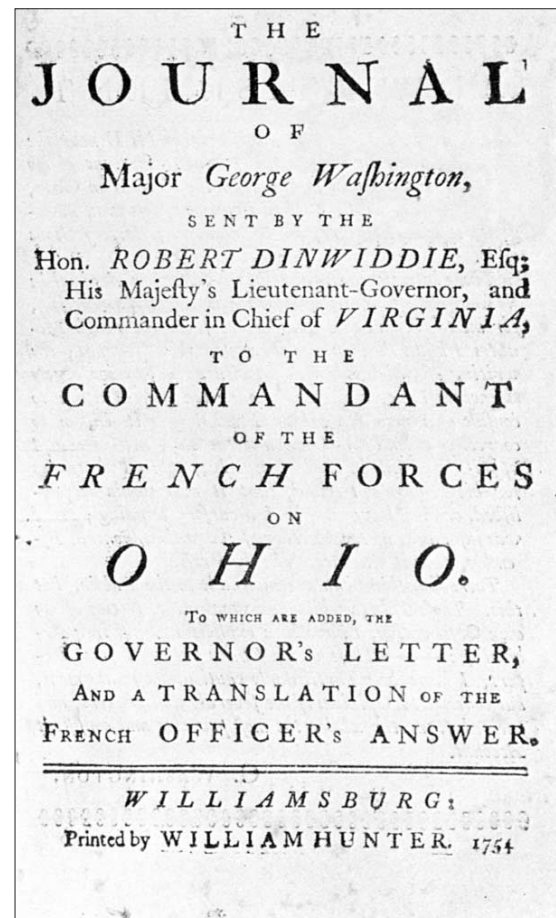 THE
JOURNAL
OF
Major George Waſhington,
SENT BY THE
Hon. ROBERT DINWIDDIE, Eſq;
His Majeſty's Lieutenant-Governor, and
Commander in Chief of VIRGINIA,
TO THE
COMMANDANT
OF THE
FRENCH FORCES
ON
OHIO.
TO WHICH ARE ADDED, THE
GOVERNOR's LETTER,
AND A TRANSLATION OF THE
FRENCH OFFICER's ANSWER.
WILLIAMSBURG:
Printed by WILLIAM HUNTER. 1754